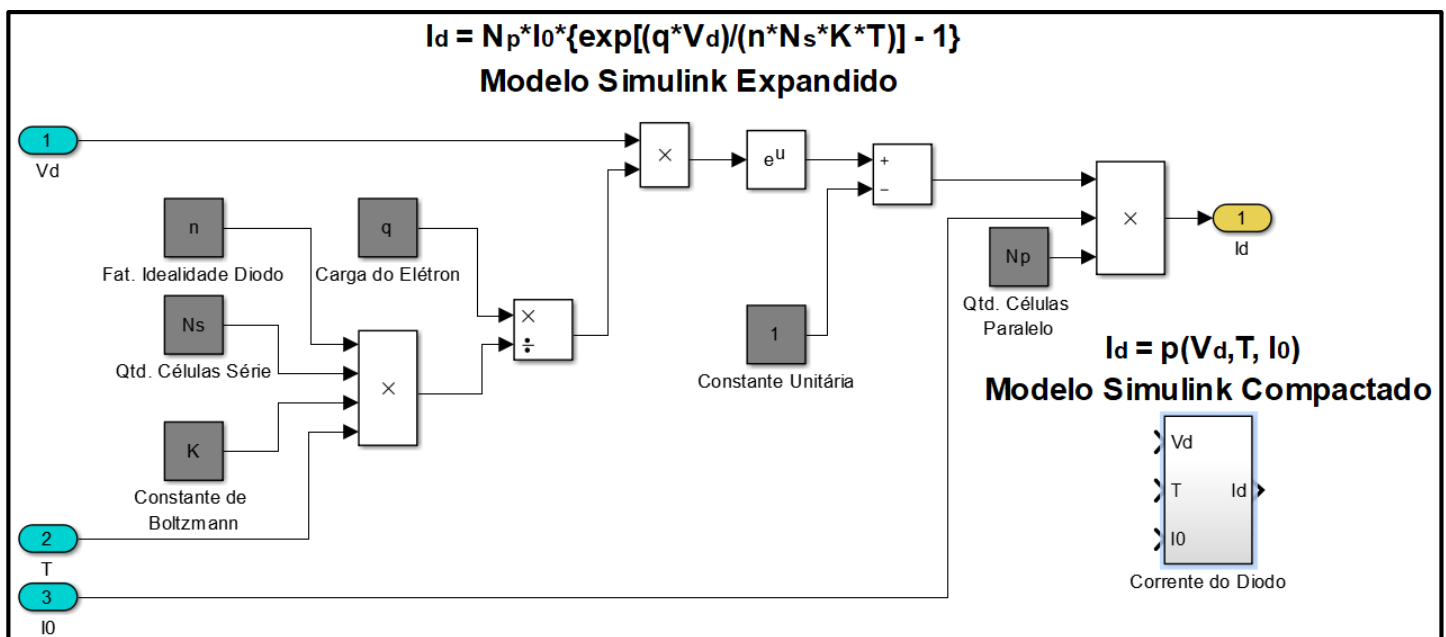 Id = Np*I0*{exp[(q*Vd)/(n*Ns*K*T)] - 1}
Modelo Simulink Expandido
1
Vd
×
eu
+
−
n
Fat. Idealidade Diodo
q
Carga do Elétron
×
1
Id
Np
Qtd. Células
Paralelo
Ns
Qtd. Células Série
×
÷
1
Constante Unitária
×
K
Constante de
Boltzmann
2
T
3
I0
Id = p(Vd,T, I0)
Modelo Simulink Compactado
Vd
T Id
I0
Corrente do Diodo